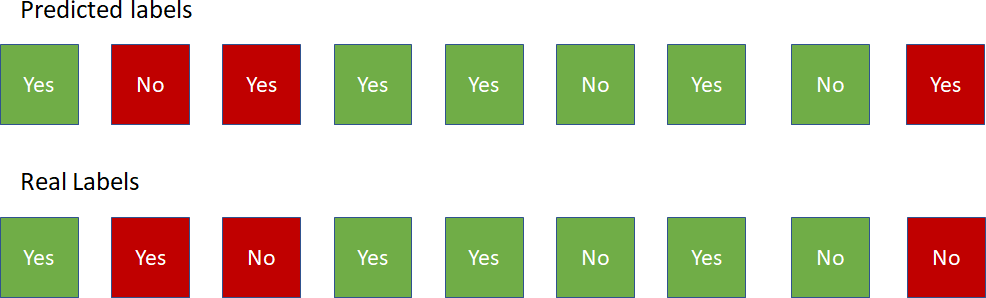 Predicted labels
Yes No Yes Yes Yes No Yes No Yes
Real Labels
Yes Yes No Yes Yes No Yes No No